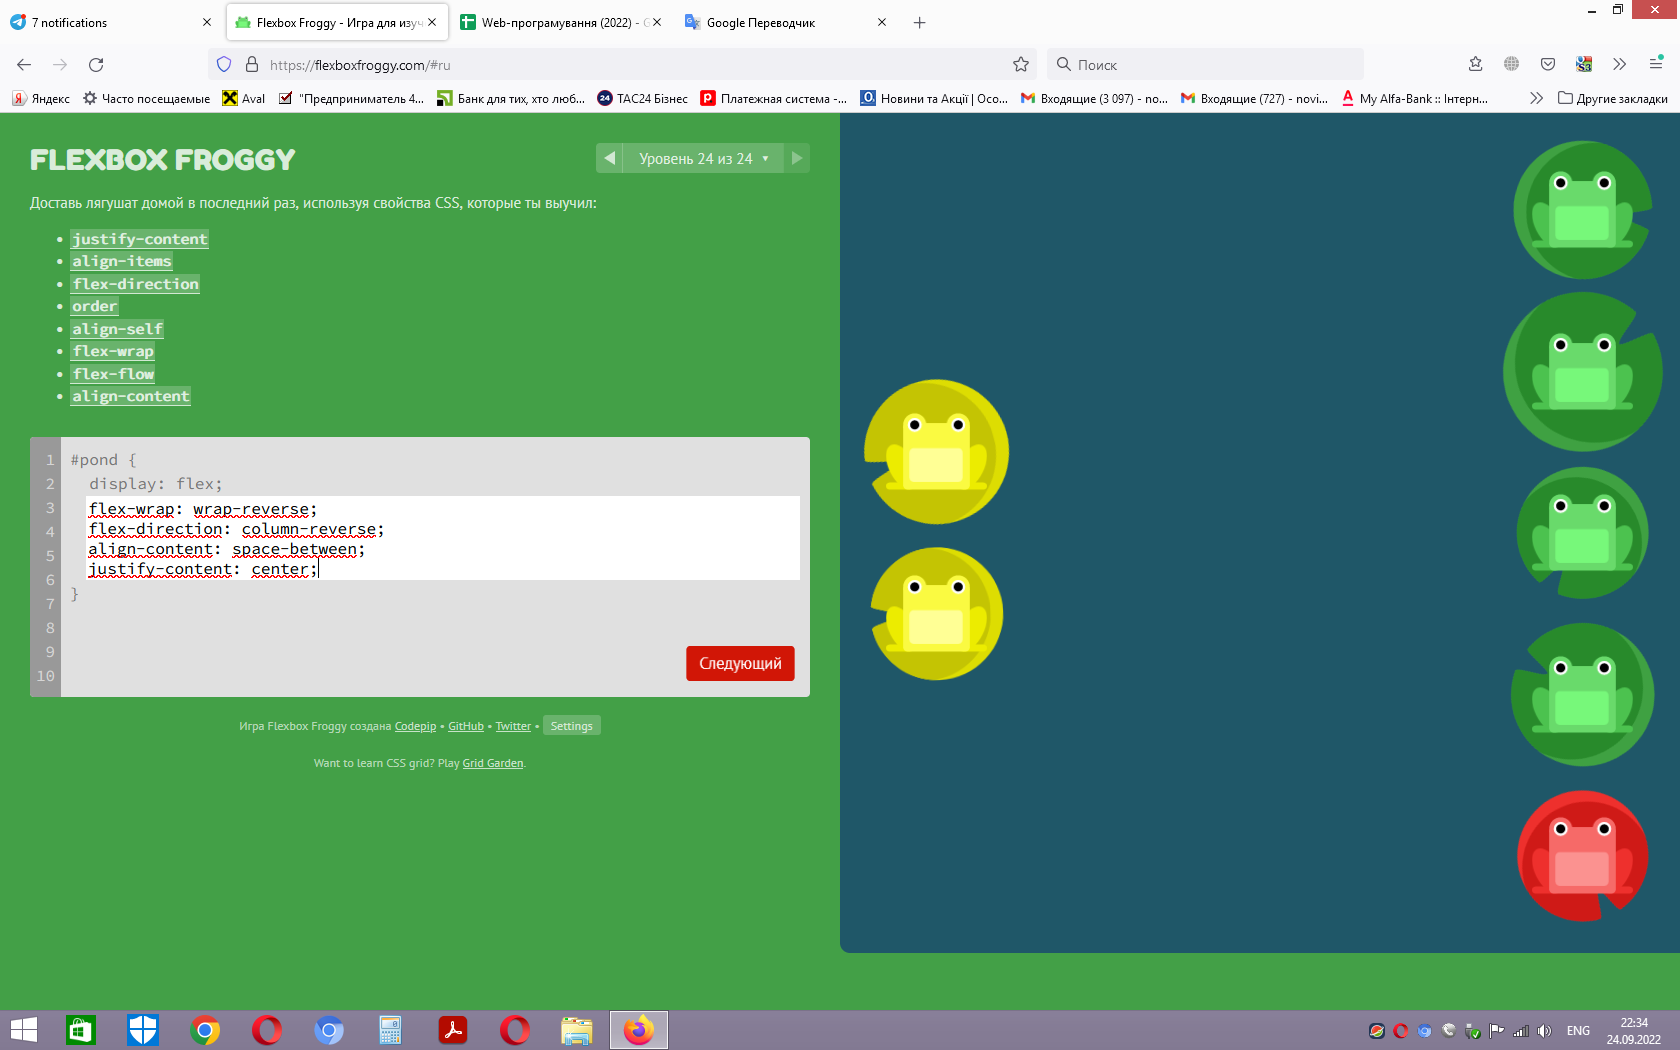 7 notifications
Flexbox Froggy - Игра для изуч
Web-програмування (2022) - G
Google Переводчик
https://flexboxfroggy.com/#ru
Поиск
Яндекс
Часто посещаемые
Aval
"Предприниматель 4...
Банк для тих, хто люб...
24
ТАС24 Бізнес
Платежная система -...
Новини та Акції | Осо...
Входящие (3 097) - no...
Входящие (727) - novi...
My Alfa-Bank :: Інтерн...
Другие закладки
FLEXBOX FROGGY
Уровень 24 из 24
Доставь лягушат домой в последний раз, используя свойства CSS, которые ты выучил:
justify-content
align-items
flex-direction
order
align-self
flex-wrap
flex-flow
align-content
1 #pond {
2 display: flex;
3 flex-wrap: wrap-reverse;
4 flex-direction: column-reverse;
5 align-content: space-between;
6 justify-content: center;
7 }
8
9
10
Следующий
Игра Flexbox Froggy создана Codepip • GitHub • Twitter • Settings
Want to learn CSS grid? Play Grid Garden.
ENG
22:34
24.09.2022